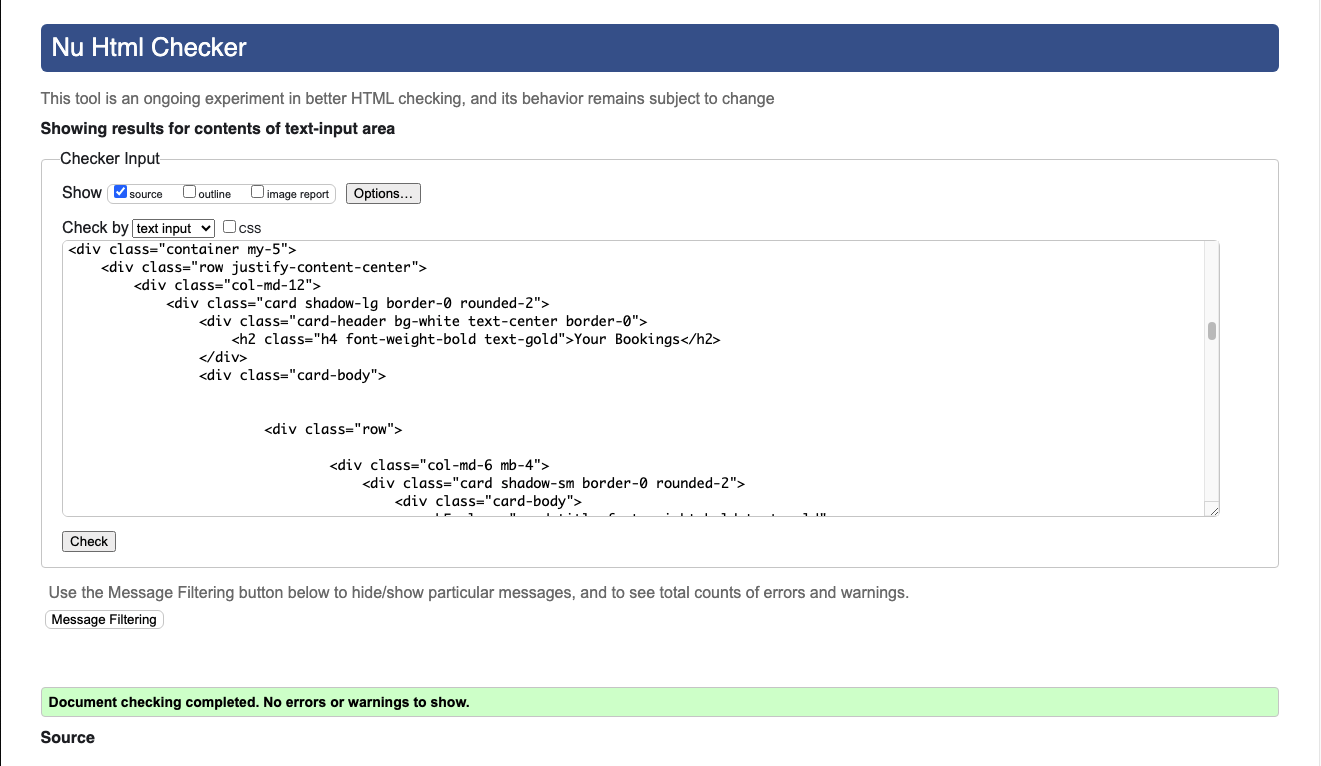 Nu Html Checker
This tool is an ongoing experiment in better HTML checking, and its behavior remains subject to change
Showing results for contents of text-input area
Checker Input
Show source outline image report Options...
Check by text input css
<div class="container my-5">
<div class="row justify-content-center">
<div class="col-md-12">
<div class="card shadow-lg border-0 rounded-2">
<div class="card-header bg-white text-center border-0">
<h2 class="h4 font-weight-bold text-gold">Your Bookings</h2>
</div>
<div class="card-body">
<div class="row">
<div class="col-md-6 mb-4">
<div class="card shadow-sm border-0 rounded-2">
<div class="card-body">
Check
Use the Message Filtering button below to hide/show particular messages, and to see total counts of errors and warnings.
Message Filtering
Document checking completed. No errors or warnings to show.
Source